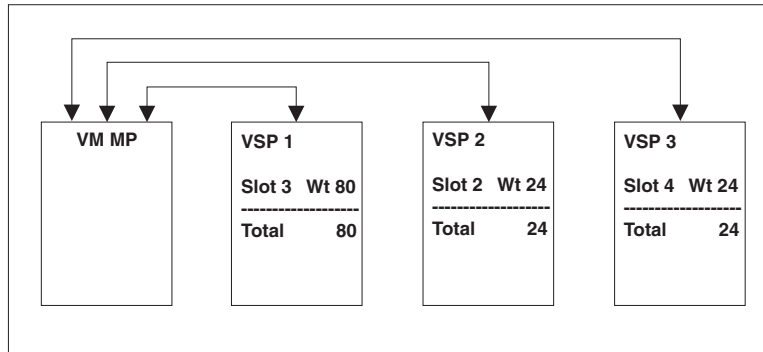 VM MP
VSP 1
Slot 3 Wt 80
-------------------
Total 80
VSP 2
Slot 2 Wt 24
-------------------
Total 24
VSP 3
Slot 4 Wt 24
-------------------
Total 24